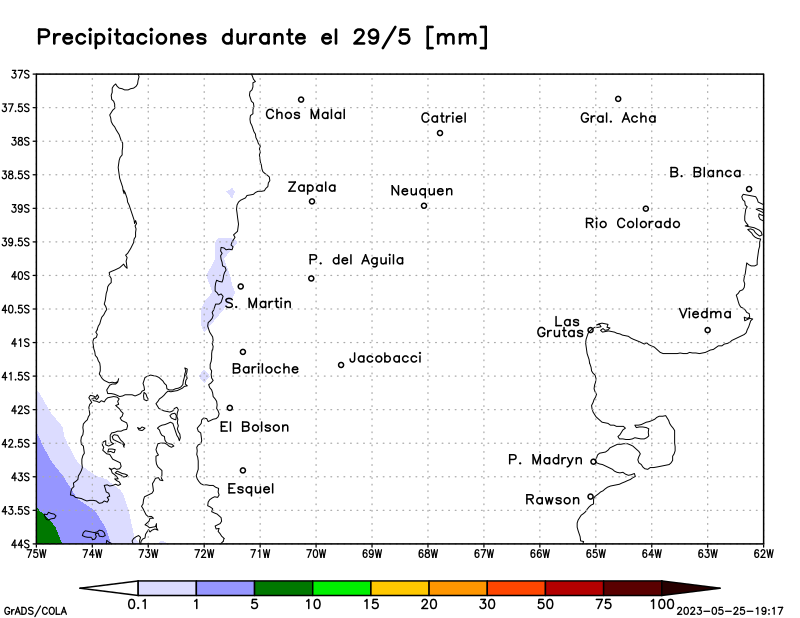 Precipitaciones durante el 29/5 [mm]
37S
37.5S
38S
38.5S
39S
39.5S
40S
40.5S
41S
41.5S
42S
42.5S
43S
43.5S
44S
Chos Malal
Catriel
Gral. Acha
B. Blanca
Zapala
Neuquen
Rio Colorado
P. del Aguila
S. Martin
Viedma
Las
Grutas
Jacobacci
Bariloche
El Bolson
P. Madryn
Esquel
Rawson
75W 74W 73W 72W 71W 70W 69W 68W 67W 66W 65W 64W 63W 62W
0.1 1 5 10 15 20 30 50 75 100
GrADS/COLA 2023-05-25-19:17